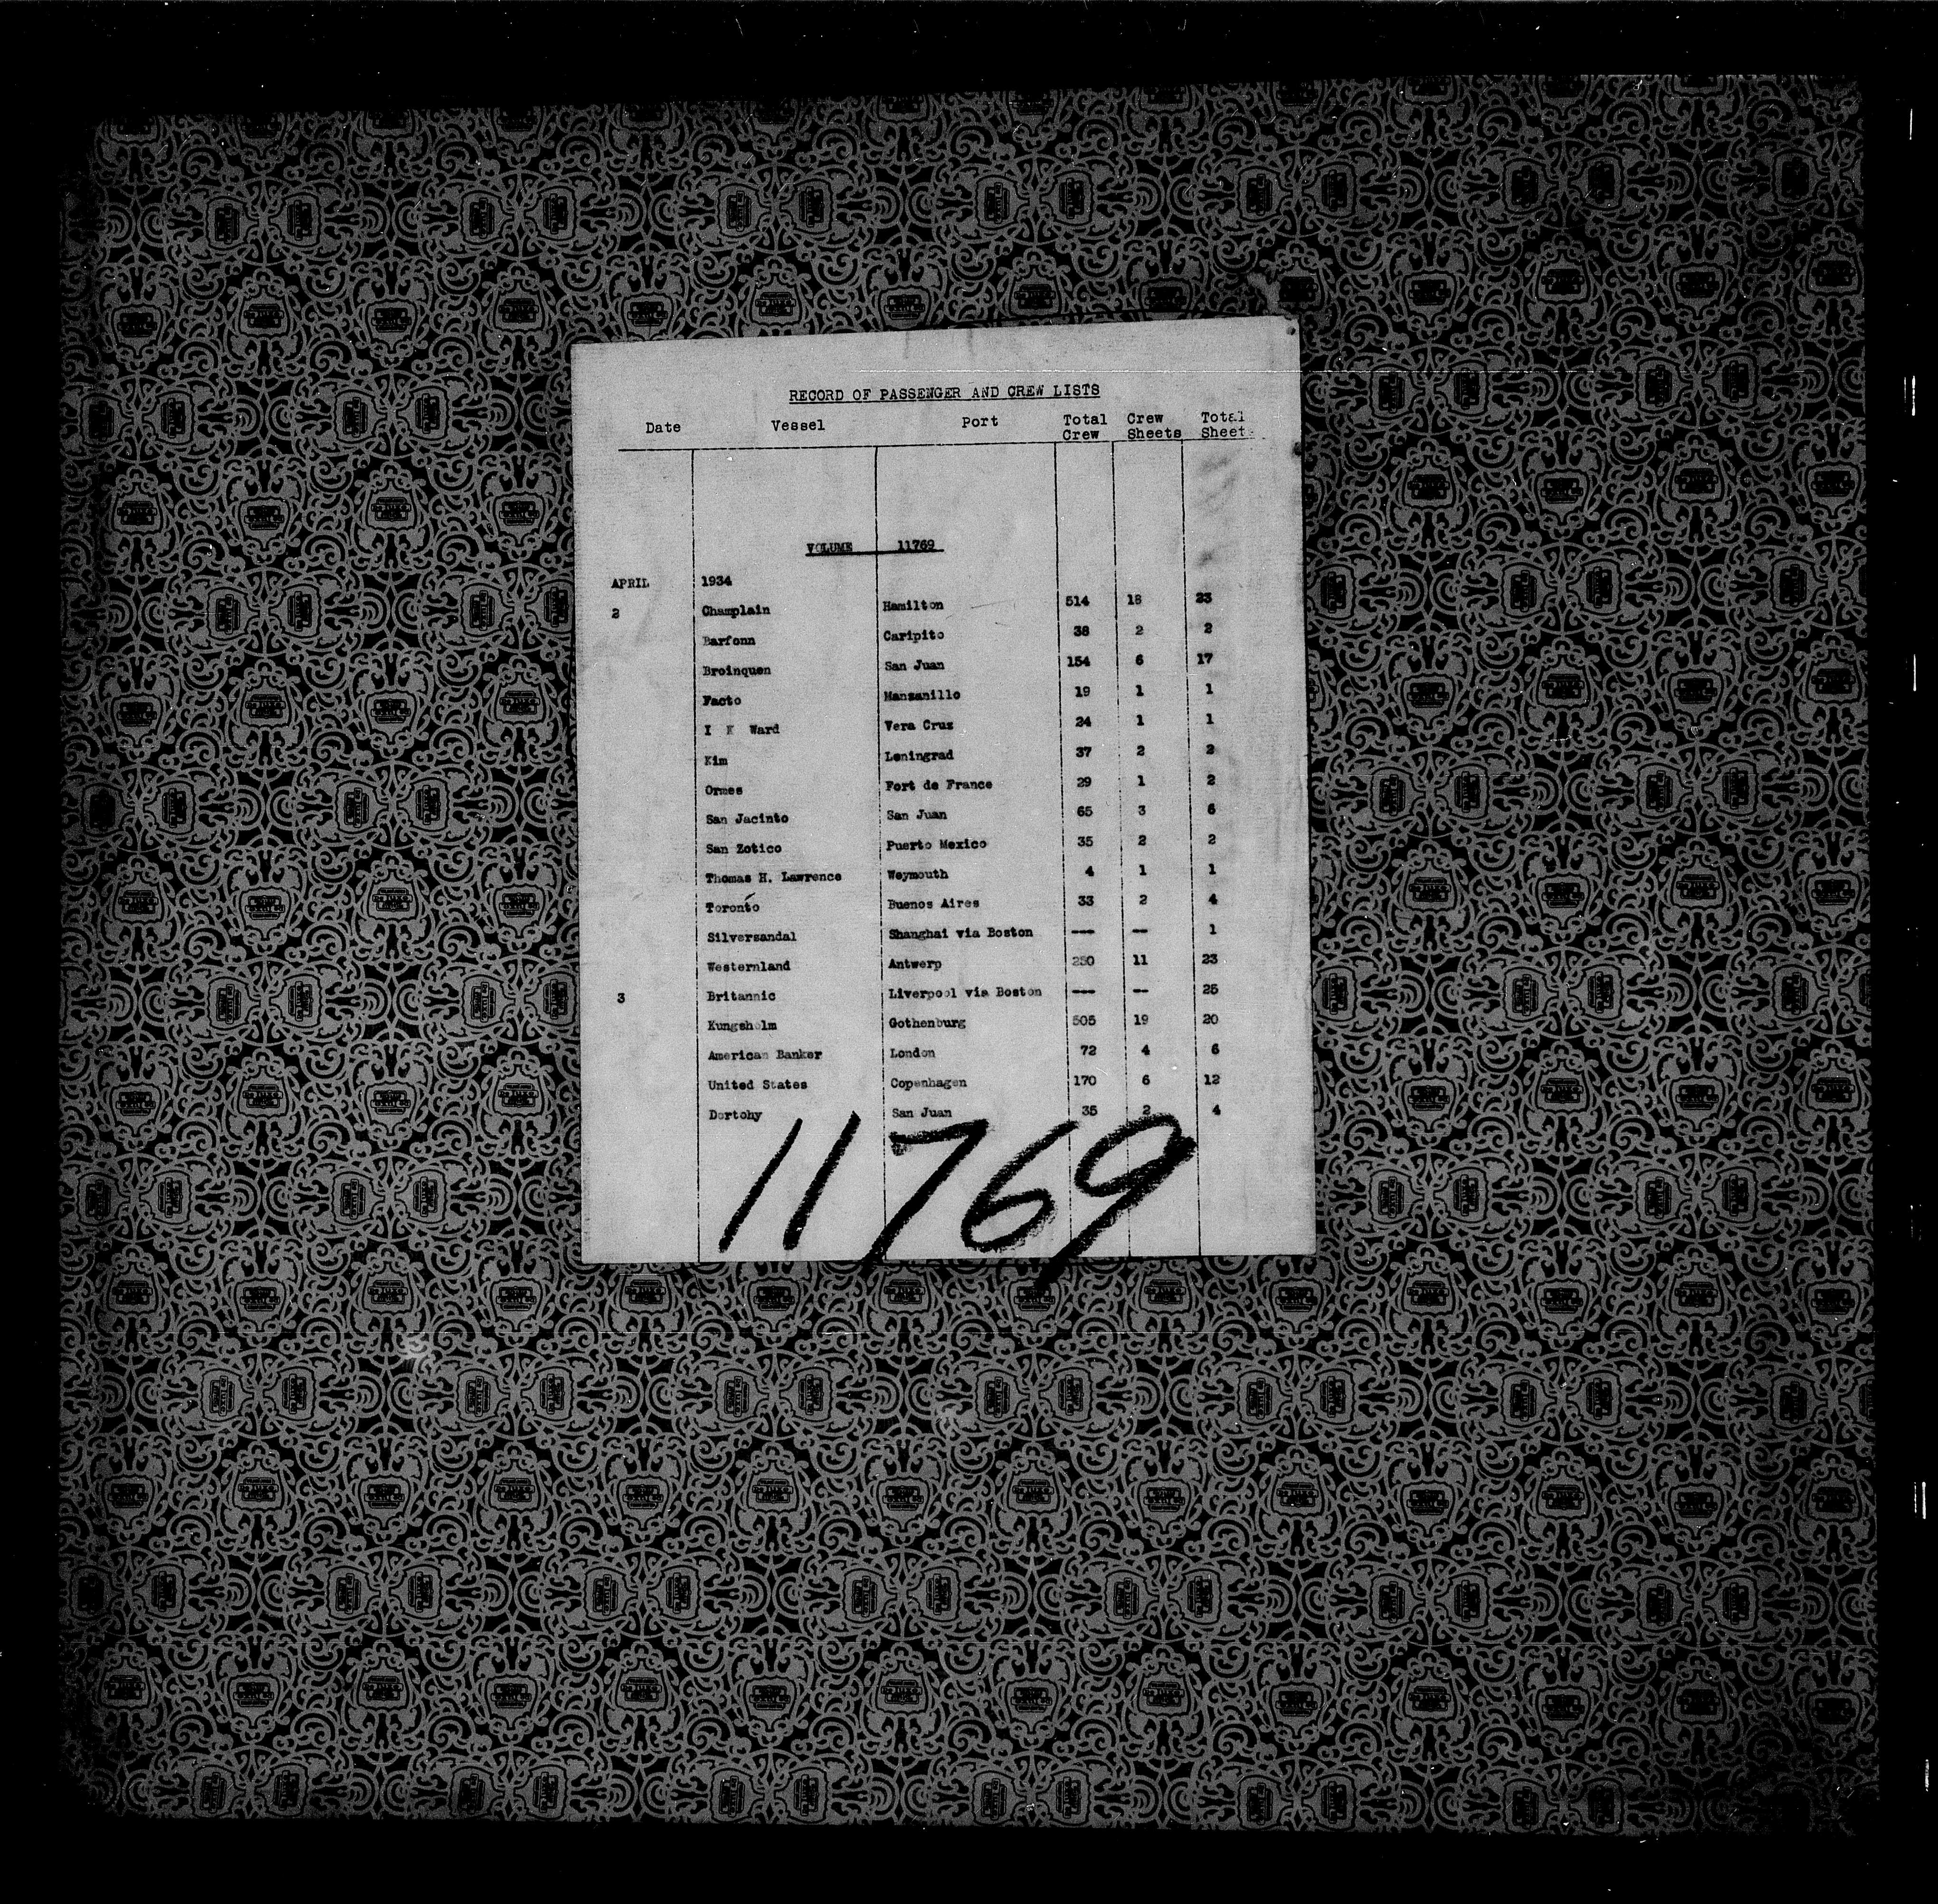 RECORD OF PASSENGER AND CREW LISTS
Date Vessel Port Total Crew Crew Sheets Total Sheet
VOLUME 11769
APRIL 1934
2 Champlain Hamilton 514 18 23
Barfonn Caripito 38 2 2
Broinquen San Juan 154 6 17
Facto Manzanillo 19 1 1
I K Ward Vera Cruz 24 1 1
Kim Leningrad 37 2 2
Ormes Fort de France 29 1 2
San Jacinto San Juan 65 3 6
San Zotico Puerto Mexico 35 2 2
Thomas H. Lawrence Weymouth 4 1 1
Toronto Buenos Aires 33 2 4
Silversandal Shanghai via Boston --- -- 1
Westernland Antwerp 250 11 23
3 Britannic Liverpool via Boston --- -- 25
Kungsholm Gothenburg 505 19 20
American Banker London 72 4 6
United States Copenhagen 170 6 12
Dortohy San Juan 35 2 4
11769